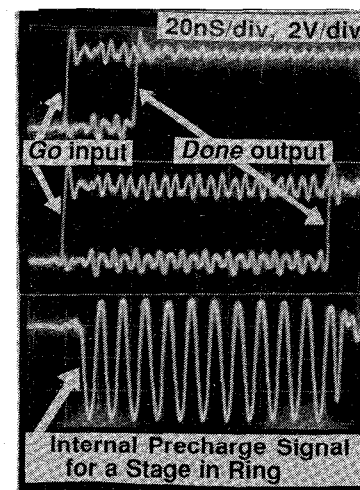 20nS/div, 2V/div
Go input
Done output
Internal Precharge Signal
for a Stage in Ring